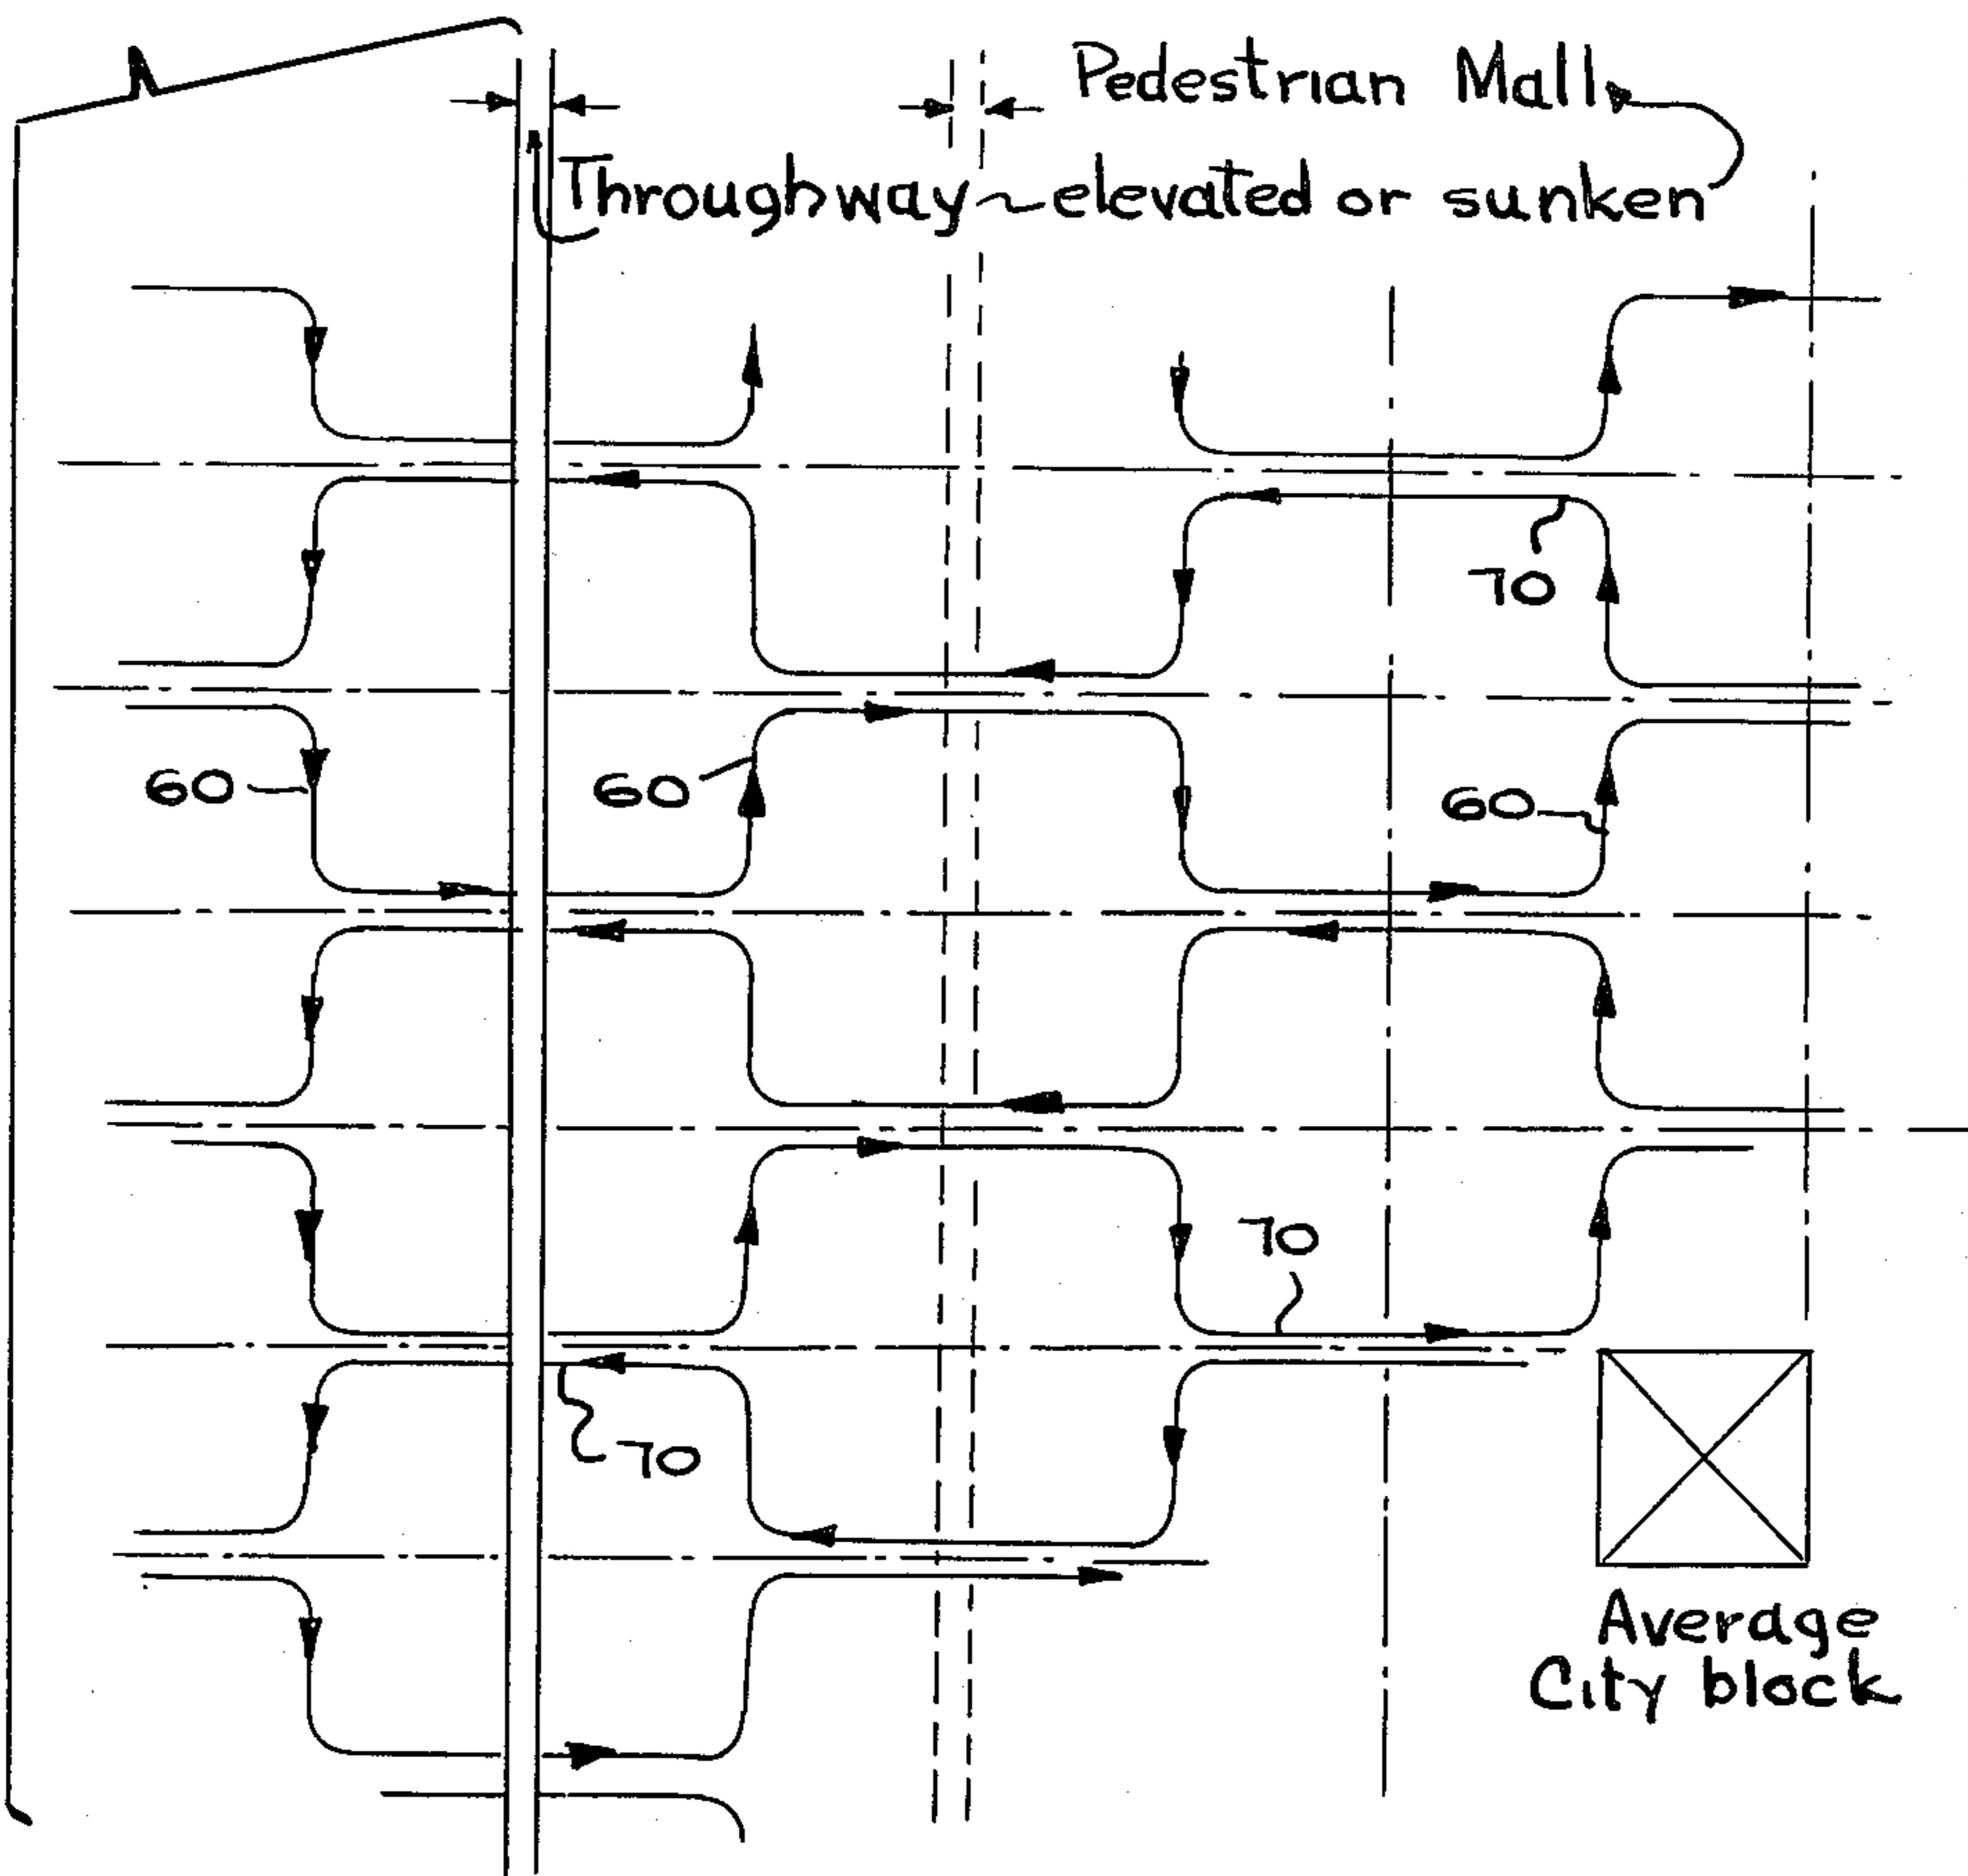 Pedestrian Mall
Throughway ~ elevated or sunken
70
60
60
60
70
70
Average
City block